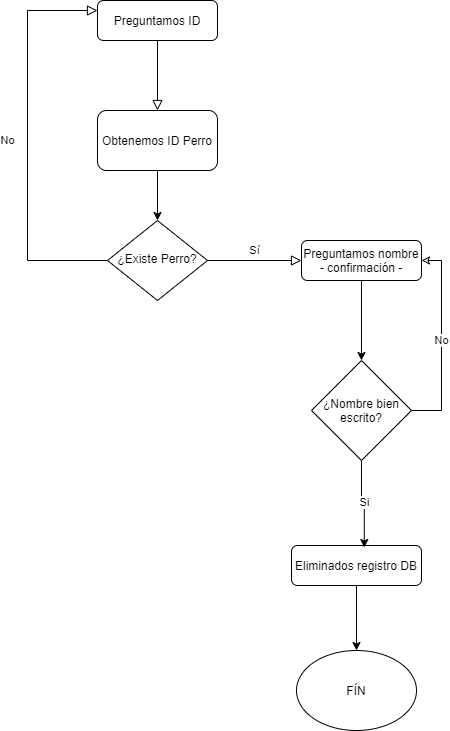 Preguntamos ID
No
Obtenemos ID Perro
¿Existe Perro?
Sí
Preguntamos nombre
- confirmación -
No
¿Nombre bien
escrito?
Si
Eliminados registro DB
FÍN